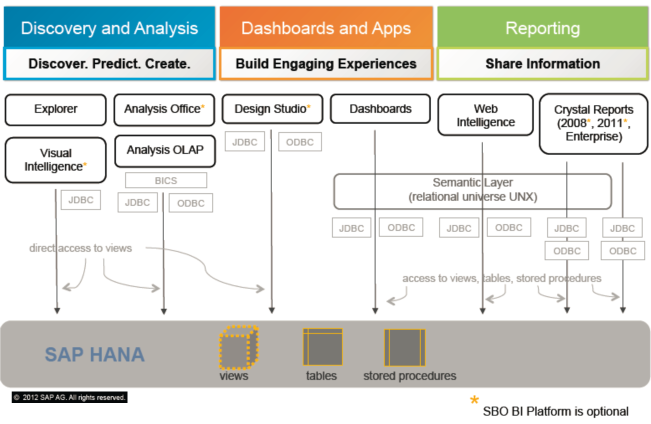 Discovery and Analysis
Dashboards and Apps
Reporting
Discover. Predict. Create.
Build Engaging Experiences
Share Information
Explorer
Analysis Office*
Design Studio*
Dashboards
Web
Intelligence
Crystal Reports
(2008*, 2011*,
Enterprise)
Visual
Intelligence*
Analysis OLAP
JDBC
ODBC
BICS
Semantic Layer
(relational universe UNX)
JDBC
JDBC
ODBC
JDBC
ODBC
JDBC
ODBC
JDBC
ODBC
JDBC
ODBC
direct access to views
access to views, tables, stored procedures
SAP HANA
views
tables
stored procedures
© 2012 SAP AG. All rights reserved.
* SBO BI Platform is optional